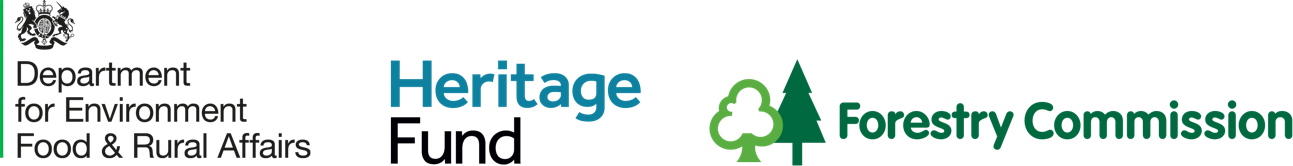 Department
for Environment
Food & Rural Affairs
Heritage
Fund
Forestry Commission